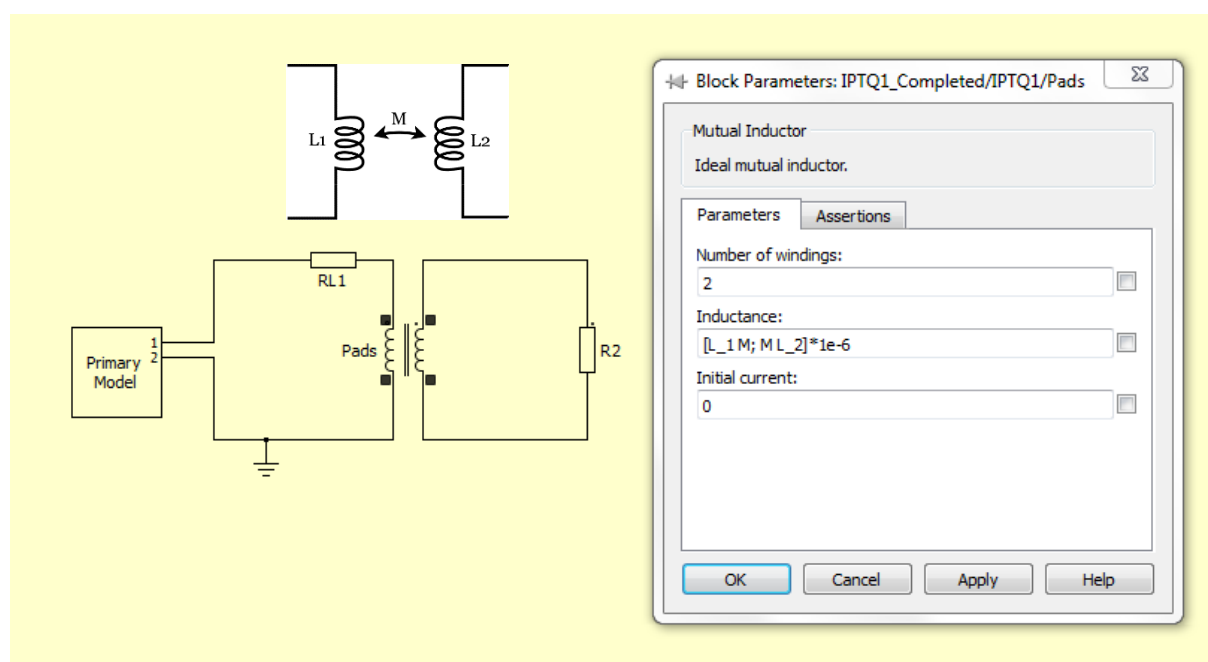 M
L1
L2
RL1
1
2
Primary
Model
Pads
R2
Block Parameters: IPTQ1_Completed/IPTQ1/Pads
Mutual Inductor
Ideal mutual inductor.
Parameters
Assertions
Number of windings:
2
Inductance:
[L_1 M; M L_2]*1e-6
Initial current:
0
OK
Cancel
Apply
Help